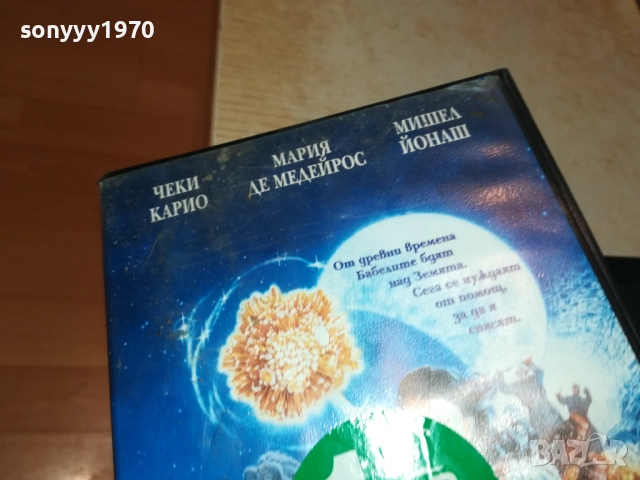 sonyyy1970
ЧЕКИ
КАРИО
МАРИЯ
ДЕ МЕДЕЙРОС
МИШЕЛ
ЙОНАШ
От древни времена
Бабелите бдят
над Земята.
Сега се нуждаят
от помощ,
за да я
спасят.
BAZAR